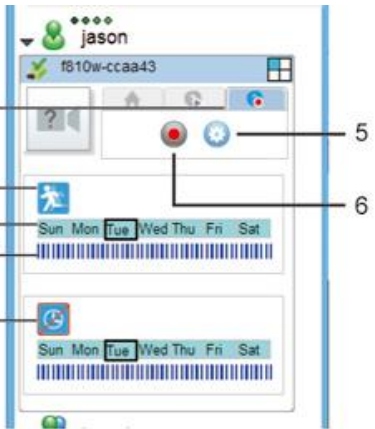 jason
f810w-ccaa43
?
5
6
Sun Mon Tue Wed Thu Fri Sat
Sun Mon Tue Wed Thu Fri Sat